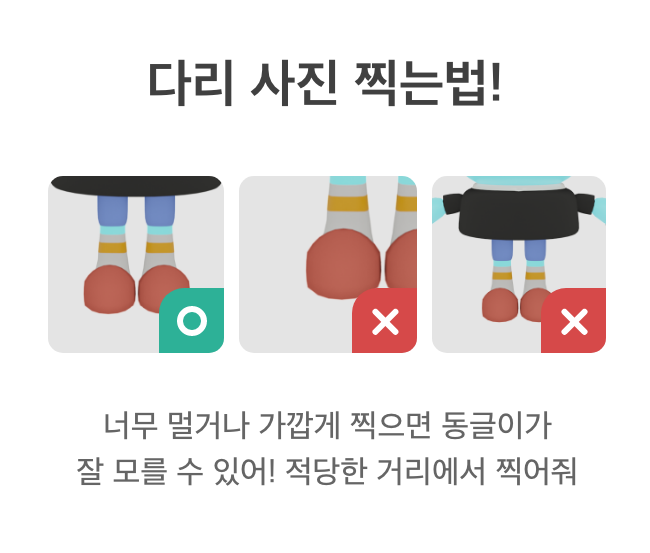 다리 사진 찍는법!
너무 멀거나 가깝게 찍으면 동글이가
잘 모를 수 있어! 적당한 거리에서 찍어줘